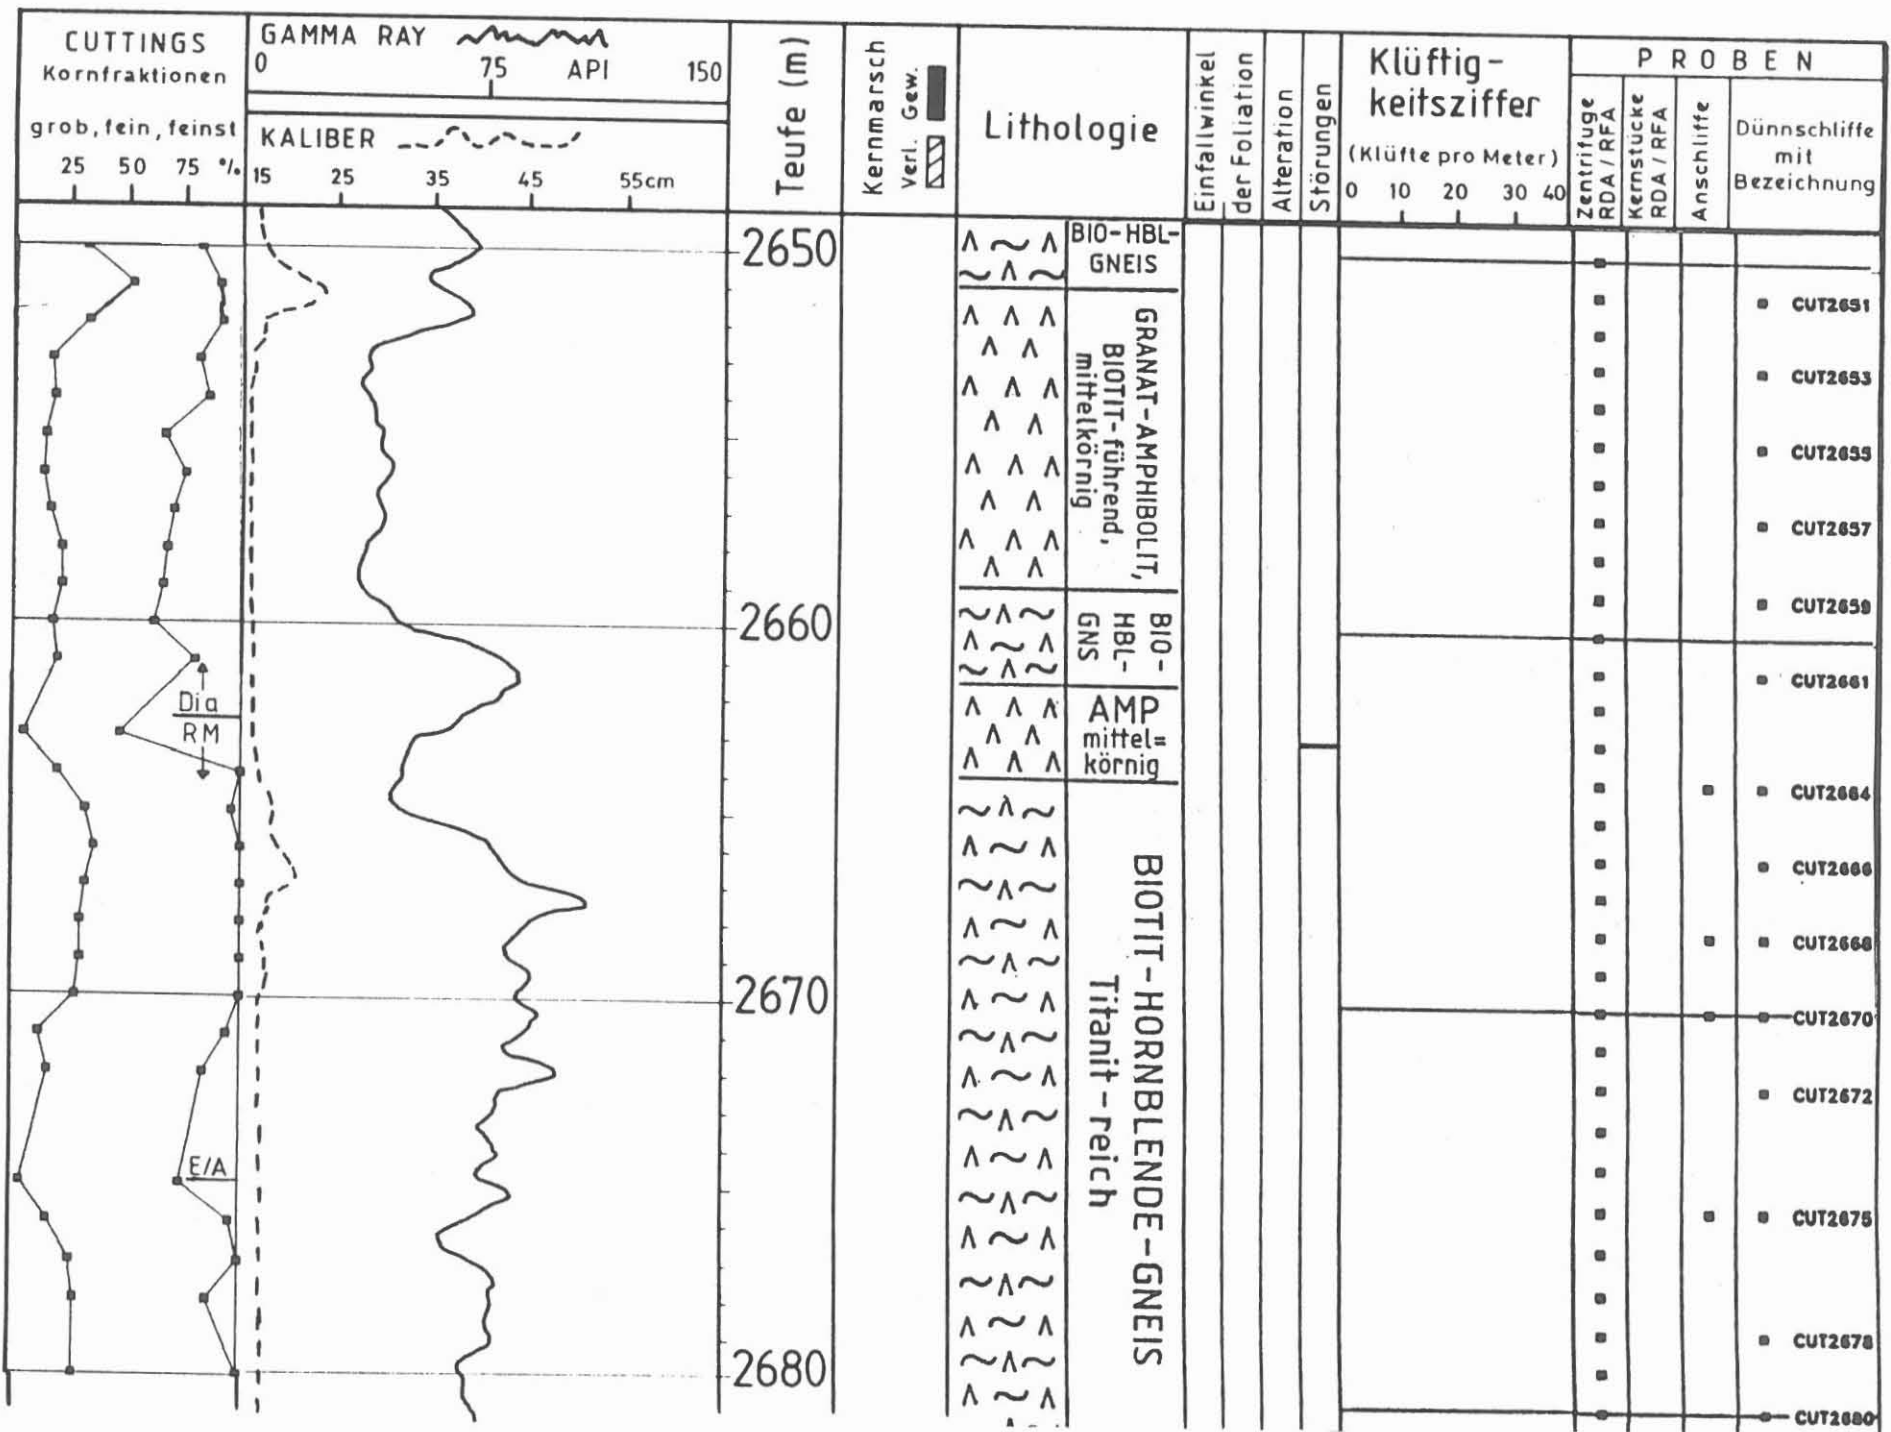 CUTTINGS
Kornfraktionen
grob, fein, feinst
25 50 75 %
GAMMA RAY
0 75 API 150
KALIBER
15 25 35 45 55cm
Teufe (m)
Kernmarsch
Verl. Gew.
Lithologie
Einfallwinkel
der Foliation
Alteration
Störungen
Klüftig-
keitsziffer
(Klüfte pro Meter)
0 10 20 30 40
PROBEN
Zentrifuge
RDA / RFA
Kernstücke
RDA / RFA
Anschliffe
Dünnschliffe
mit
Bezeichnung
2650
2660
2670
2680
Dia
RM
E/A
BIO-HBL-
GNEIS
GRANAT-AMPHIBOLIT,
BIOTIT-führend,
mittelkörnig
BIO-
HBL-
GNS
AMP
mittel=
körnig
BIOTIT-HORNBLENDE-GNEIS
Titanit-reich
CUT2651
CUT2653
CUT2655
CUT2657
CUT2659
CUT2661
CUT2664
CUT2666
CUT2668
CUT2670
CUT2672
CUT2675
CUT2678
CUT2680